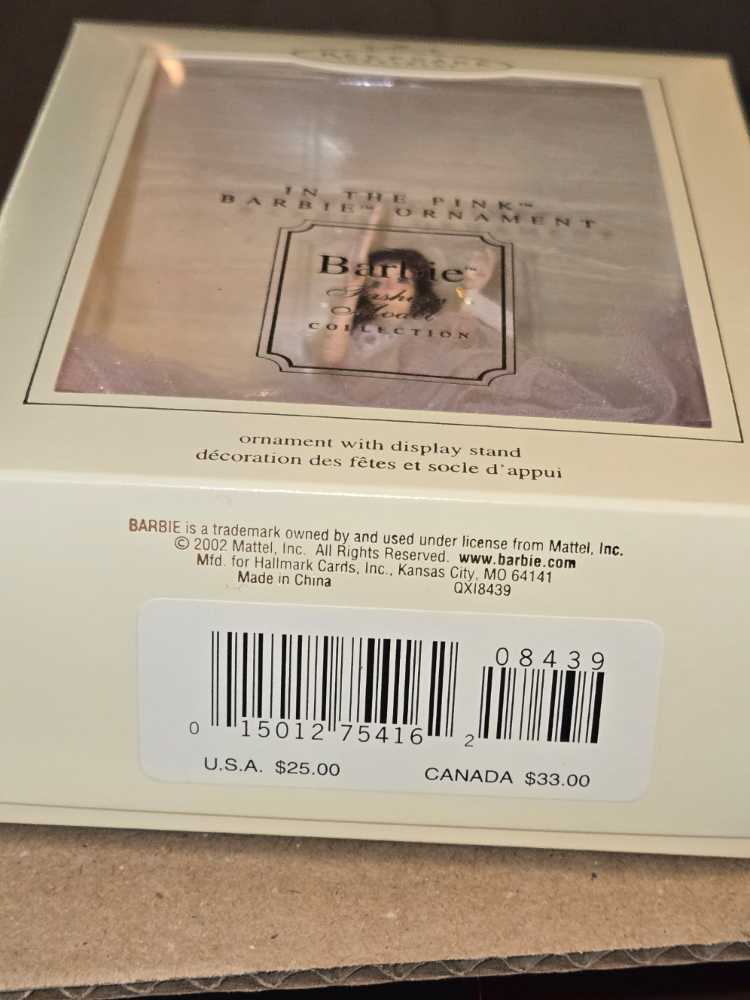 KEEPSAKE
IN THE PINK™
BARBIE™ ORNAMENT
Barbie™
Fashion
Model
COLLECTION
ornament with display stand
décoration des fêtes et socle d'appui
BARBIE is a trademark owned by and used under license from Mattel, Inc.
© 2002 Mattel, Inc. All Rights Reserved. www.barbie.com
Mfd. for Hallmark Cards, Inc., Kansas City, MO 64141
Made in China QXI8439
08439
0 15012 75416 2
U.S.A. $25.00 CANADA $33.00